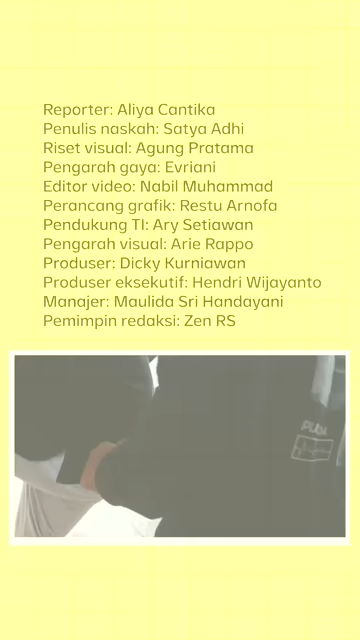 Reporter: Aliya Cantika
Penulis naskah: Satya Adhi
Riset visual: Agung Pratama
Pengarah gaya: Evriani
Editor video: Nabil Muhammad
Perancang grafik: Restu Arnofa
Pendukung TI: Ary Setiawan
Pengarah visual: Arie Rappo
Produser: Dicky Kurniawan
Produser eksekutif: Hendri Wijayanto
Manajer: Maulida Sri Handayani
Pemimpin redaksi: Zen RS